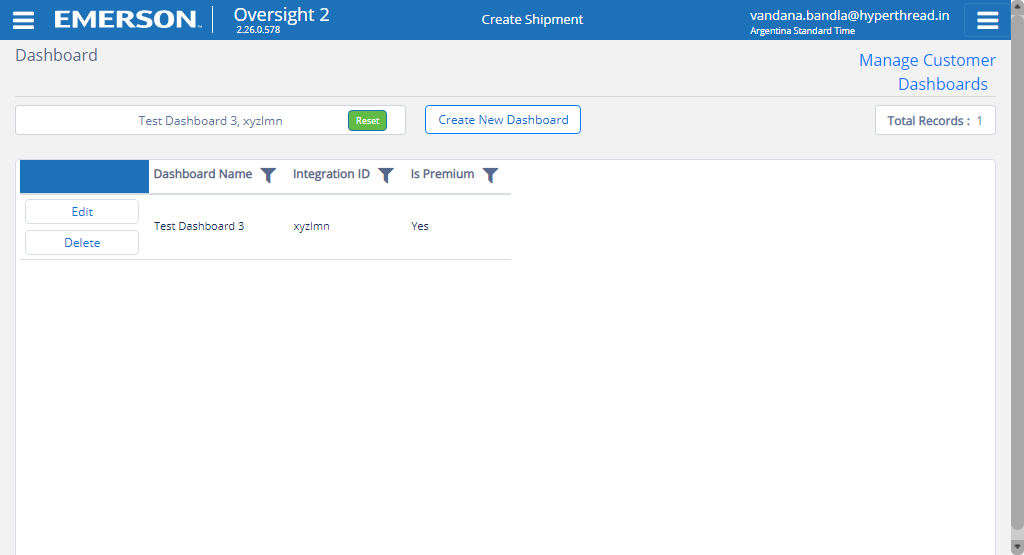 EMERSON™ Oversight 2 Create Shipment vandana.bandla@hyperthread.in
2.26.0.578 Argentina Standard Time
Dashboard
Manage Customer
Dashboards
Test Dashboard 3, xyzlmn Reset Create New Dashboard Total Records : 1
Dashboard Name Integration ID Is Premium
Edit
Test Dashboard 3 xyzlmn Yes
Delete